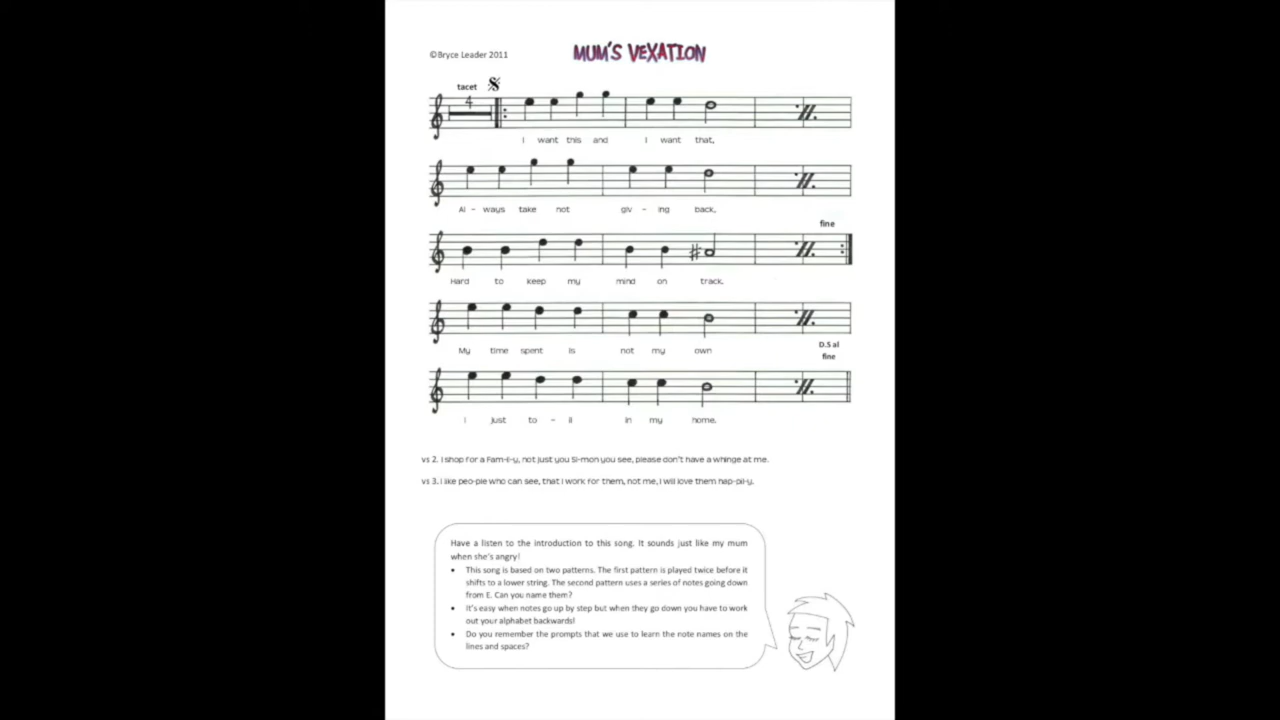 ©Bryce Leader 2011
MUM'S VEXATION
tacet
4
I want this and I want that,
Al - ways take not giv - ing back,
fine
Hard to keep my mind on track.
My time spent is not my own
D.S al
fine
I just to - il in my home.
vs 2. I shop for a Fam-il-y, not just you Si-mon you see, please don't have a whinge at me.
vs 3. I like peo-ple who can see, that I work for them, not me, I will love them hap-pil-y.
Have a listen to the introduction to this song. It sounds just like my mum
when she's angry!
• This song is based on two patterns. The first pattern is played twice before it
shifts to a lower string. The second pattern uses a series of notes going down
from E. Can you name them?
• It's easy when notes go up by step but when they go down you have to work
out your alphabet backwards!
• Do you remember the prompts that we use to learn the note names on the
lines and spaces?